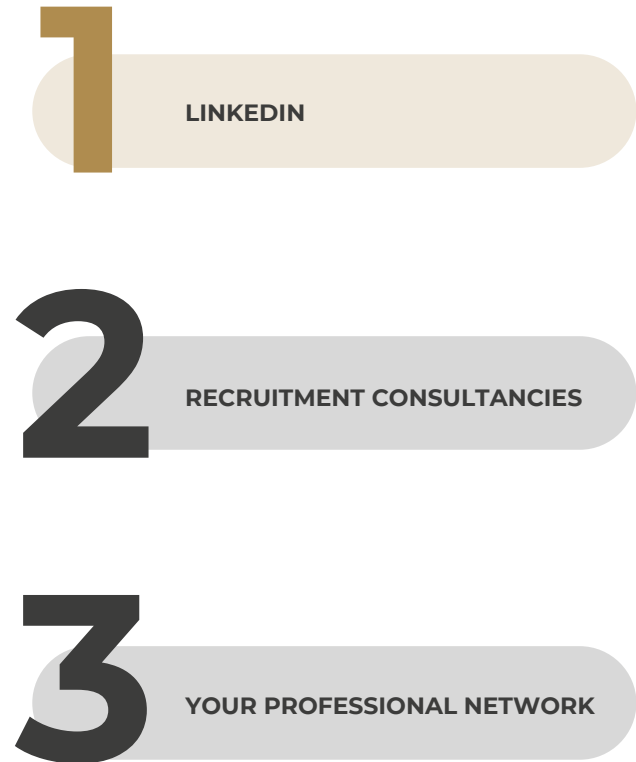 1
LINKEDIN
2
RECRUITMENT CONSULTANCIES
3
YOUR PROFESSIONAL NETWORK